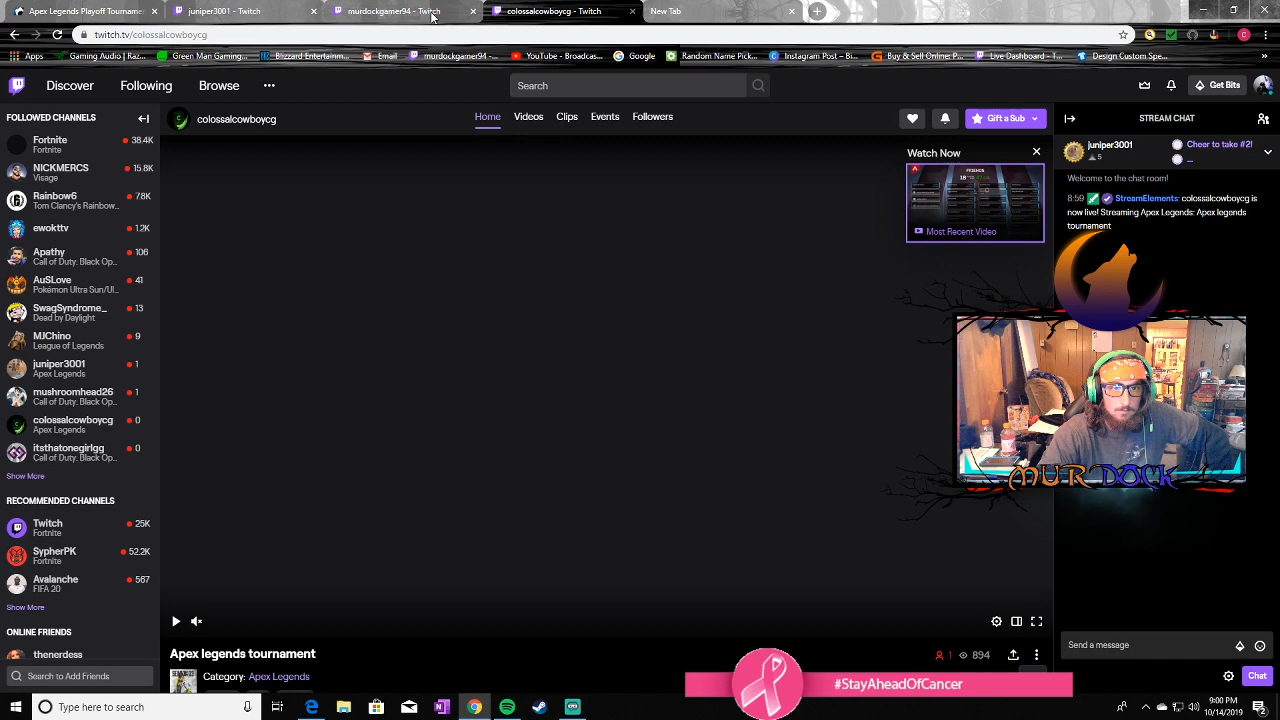 Apex Legends Playoff Tourname
juniper3001 - Twitch
murdockgamer94 - Twitch
colossalcowboycg - Twitch
New Tab
twitch.tv/colossalcowboycg
Apps
Gaming Audio | Raz...
Green Man Gaming...
Blizzard Entertainm...
Email
murdockgamer94 -...
YouTube - Broadcas...
Google
Random Name Pick...
Instagram Post – Bi...
Buy & Sell Online P...
Live Dashboard - T...
Design Custom Spe...
Discover
Following
Browse
Search
Get Bits
FOLLOWED CHANNELS
Fortnite 38.4K
Fortnite
NICKMERCS 15.8K
Visage
Rainbow6 7.8K
Tom Clancy's Rainbow...
ewokttv 1.2K
Apathy 106
Call of Duty: Black Op...
AuSLove 41
Pokémon Ultra Sun/Ul...
SwagSyndrome_ 13
Dead by Daylight
MJChino 9
League of Legends
juniper3001 1
Apex Legends
mushroomhead26 1
Call of Duty: Black Op...
colossalcowboycg 0
Apex Legends
itsthatonegirlgg 0
Call of Duty: Black Op...
Show More
RECOMMENDED CHANNELS
Twitch 25K
Fortnite
SypherPK 52.2K
Fortnite
Avalanche 567
FIFA 20
Show More
ONLINE FRIENDS
thenerdess
Search to Add Friends
colossalcowboycg
Home
Videos
Clips
Events
Followers
Gift a Sub
Watch Now
FRIENDS
Most Recent Video
STREAM CHAT
juniper3001
5
Cheer to take #2!
...
Welcome to the chat room!
8:59 StreamElements: colossalcowboycg is
now live! Streaming Apex Legends: Apex legends
tournament
MURDOCK
Apex legends tournament
1 894
Category: Apex Legends
#StayAheadOfCancer
Send a message
Chat
Type here to search
9:00 PM
10/14/2019
2